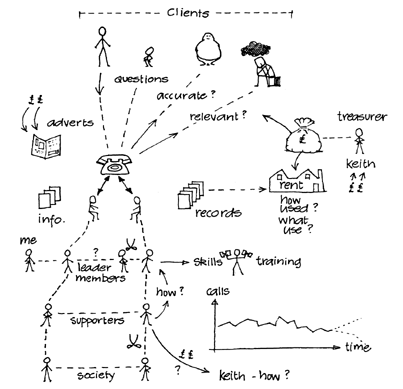 Clients
questions
accurate ?
relevant ?
£ £
adverts
£
treasurer
keith
£ £
rent
how
used ?
what
use ?
info.
records
me
?
leader
members
skills
training
how ?
supporters
calls
time
£ £
?
society
keith - how ?